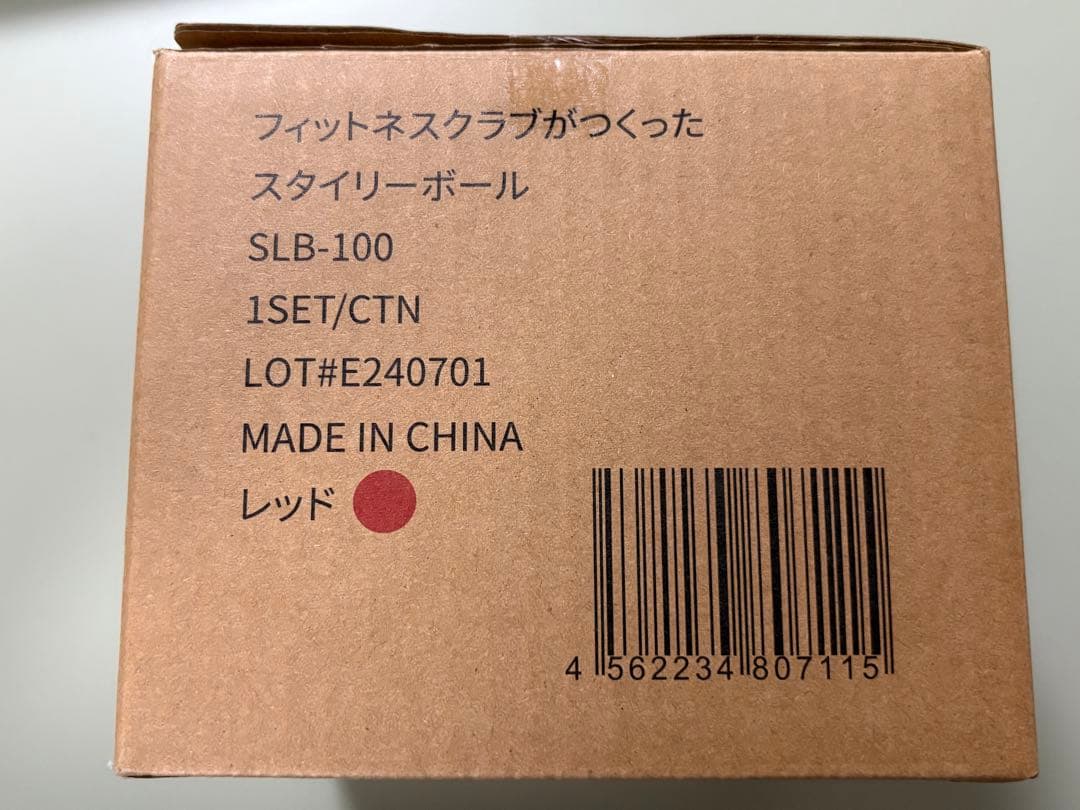 フィットネスクラブがつくった
スタイリーボール
SLB-100
1SET/CTN
LOT#E240701
MADE IN CHINA
レッド
4 562234 807115